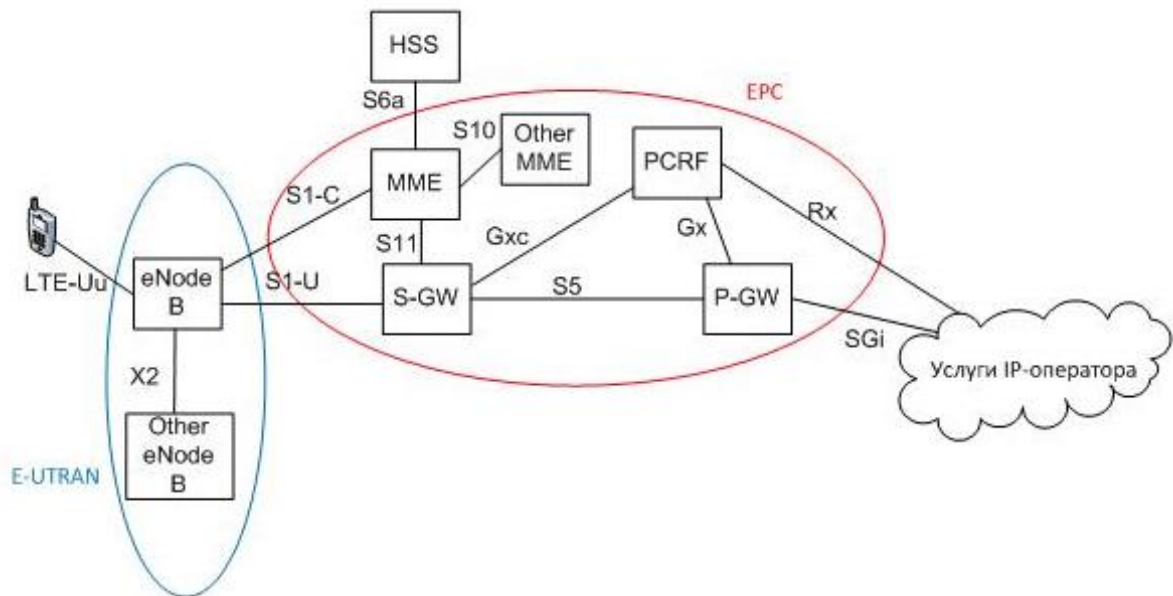 HSS
S6a
EPC
S10
Other
MME
MME
PCRF
S1-C
Rx
S11
Gxc
Gx
LTE-Uu
eNode
B
S1-U
S-GW
S5
P-GW
SGi
Услуги IP-оператора
X2
Other
eNode
B
E-UTRAN